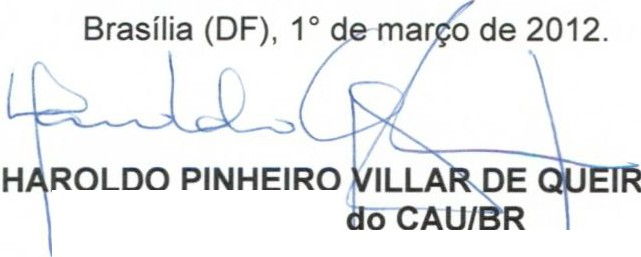 Brasília (DF), 1° de março de 2012.
HAROLDO PINHEIRO VILLAR DE QUEIR
do CAU/BR